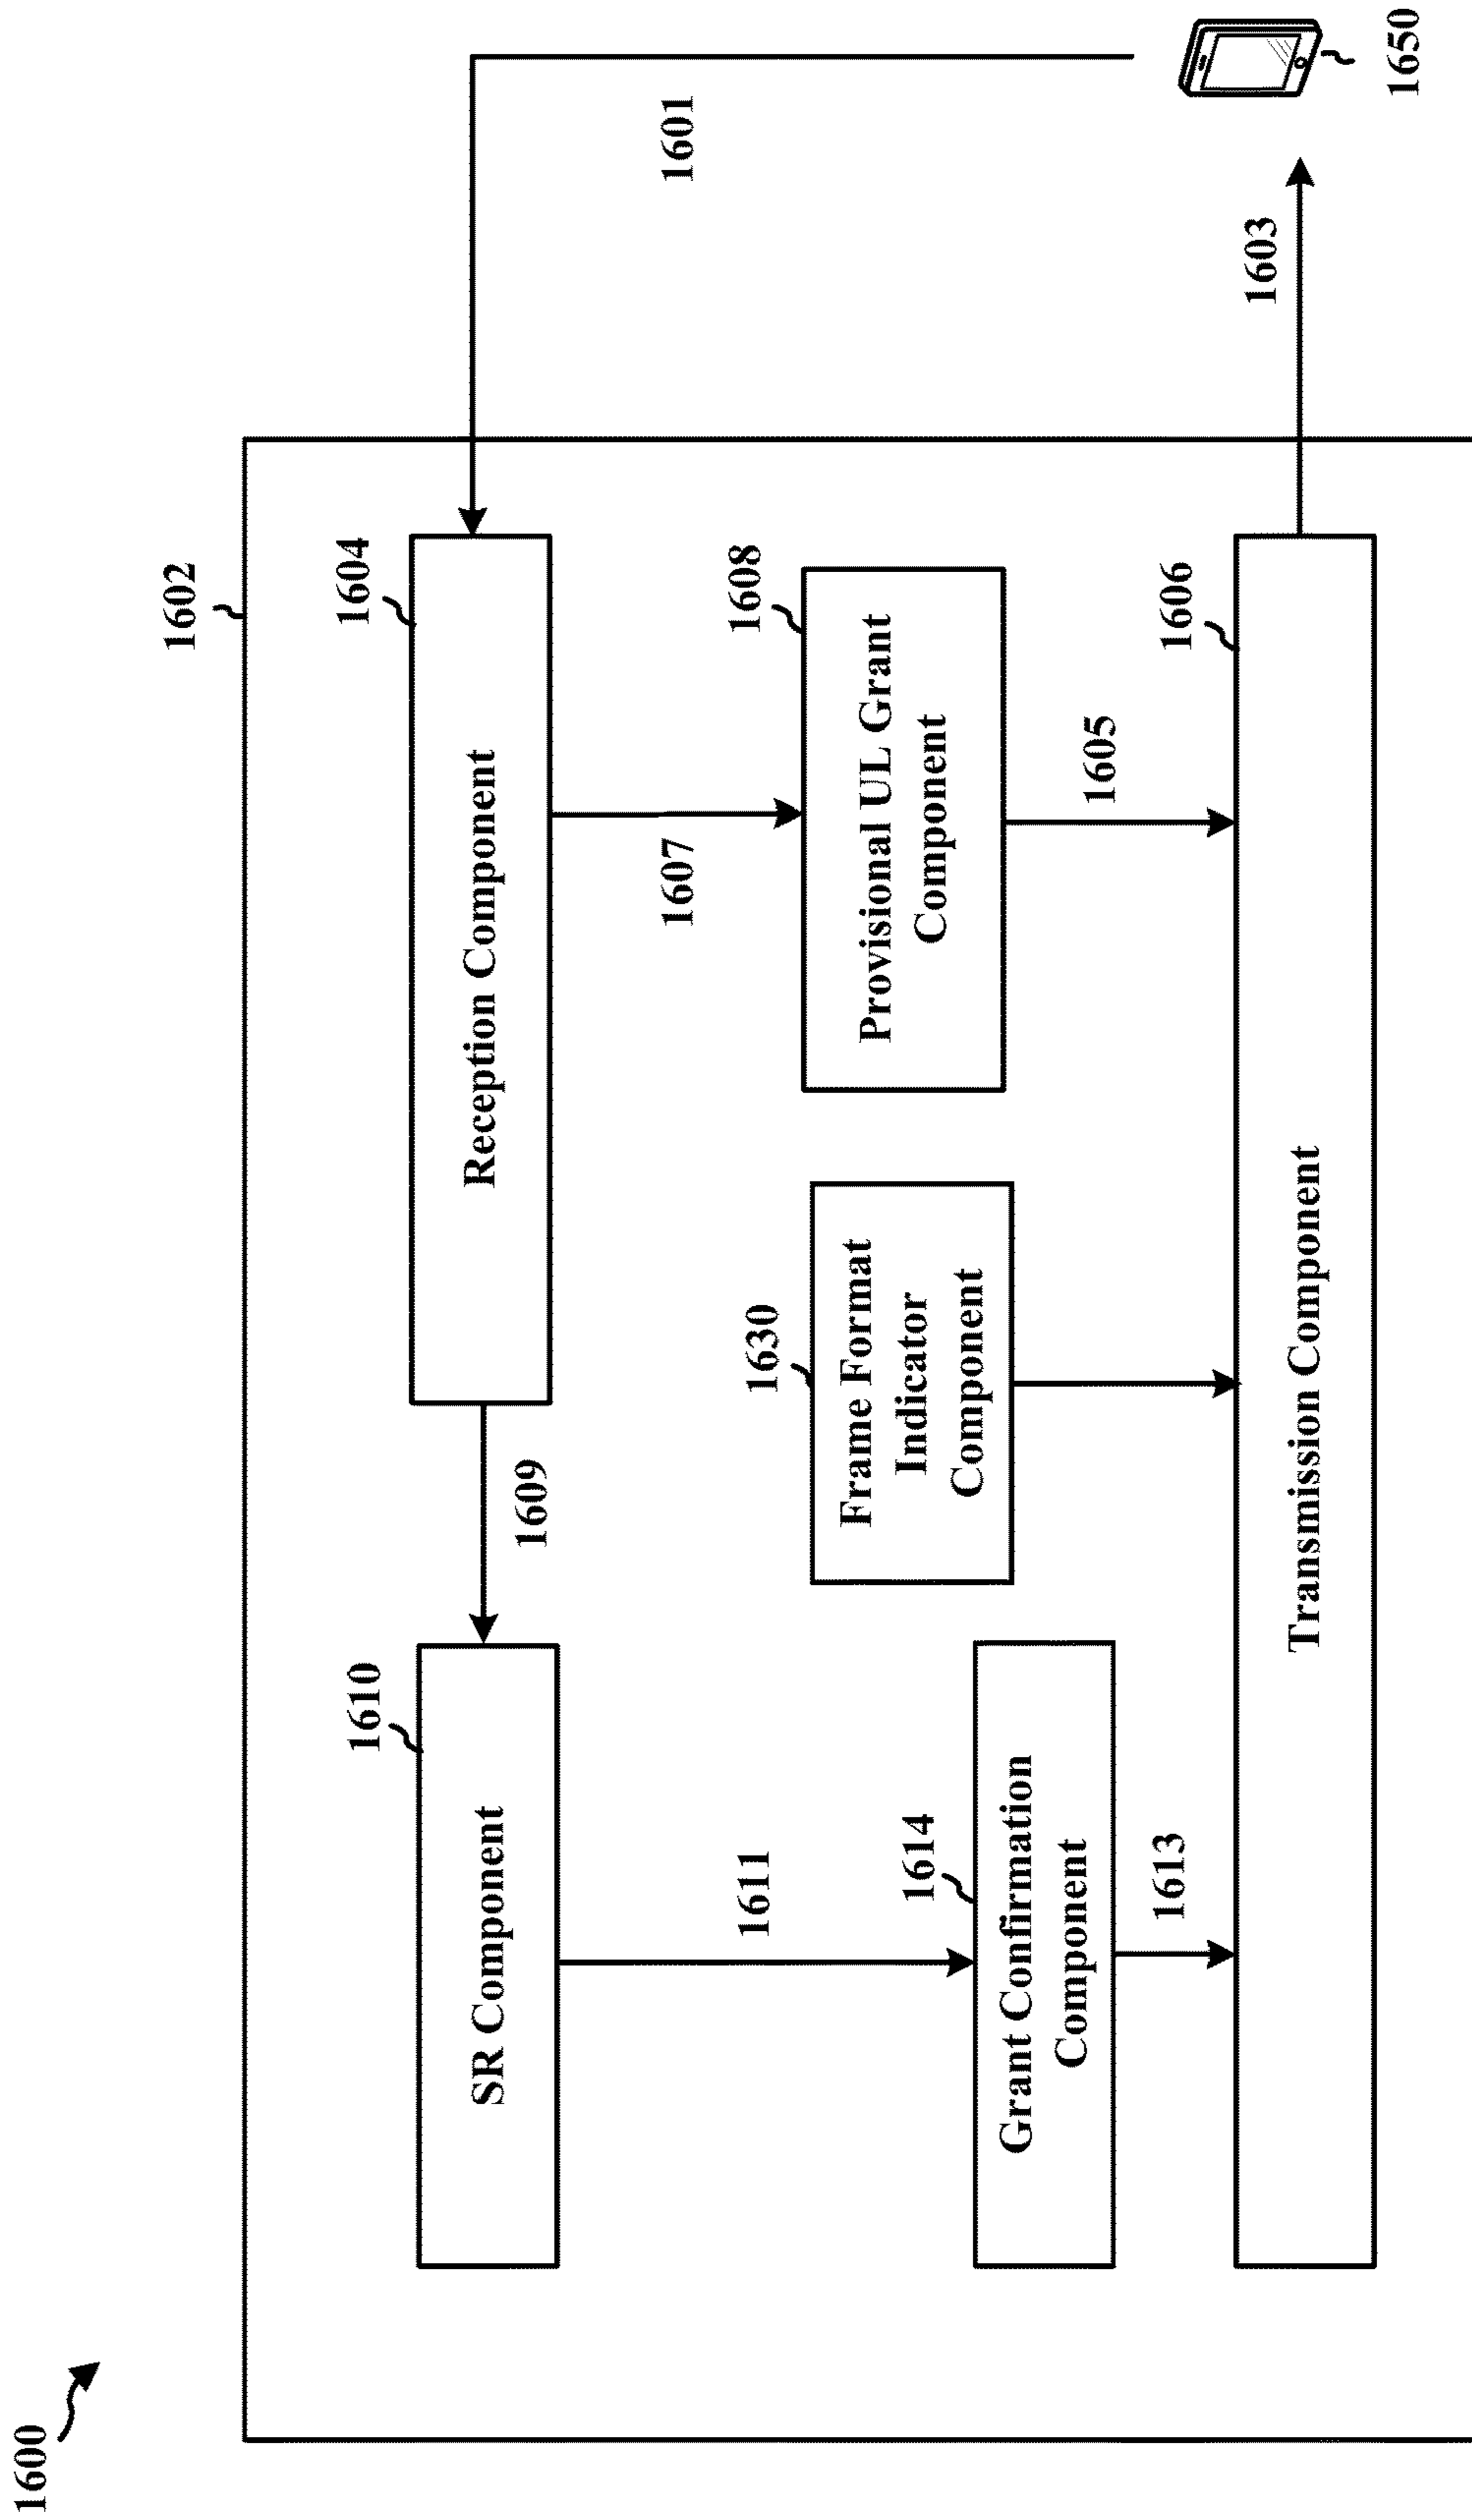 1600
1602
1610
SR Component
1609
1604
Reception Component
1601
1611
1607
1630
Frame Format
Indicator
Component
1608
Provisional UL Grant
Component
1614
Grant Confirmation
Component
1613
1605
1606
Transmission Component
1603
1650